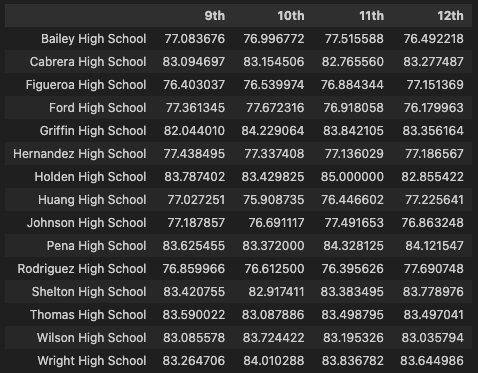 9th 10th 11th 12th
Bailey High School 77.083676 76.996772 77.515588 76.492218
Cabrera High School 83.094697 83.154506 82.765560 83.277487
Figueroa High School 76.403037 76.539974 76.884344 77.151369
Ford High School 77.361345 77.672316 76.918058 76.179963
Griffin High School 82.044010 84.229064 83.842105 83.356164
Hernandez High School 77.438495 77.337408 77.136029 77.186567
Holden High School 83.787402 83.429825 85.000000 82.855422
Huang High School 77.027251 75.908735 76.446602 77.225641
Johnson High School 77.187857 76.691117 77.491653 76.863248
Pena High School 83.625455 83.372000 84.328125 84.121547
Rodriguez High School 76.859966 76.612500 76.395626 77.690748
Shelton High School 83.420755 82.917411 83.383495 83.778976
Thomas High School 83.590022 83.087886 83.498795 83.497041
Wilson High School 83.085578 83.724422 83.195326 83.035794
Wright High School 83.264706 84.010288 83.836782 83.644986